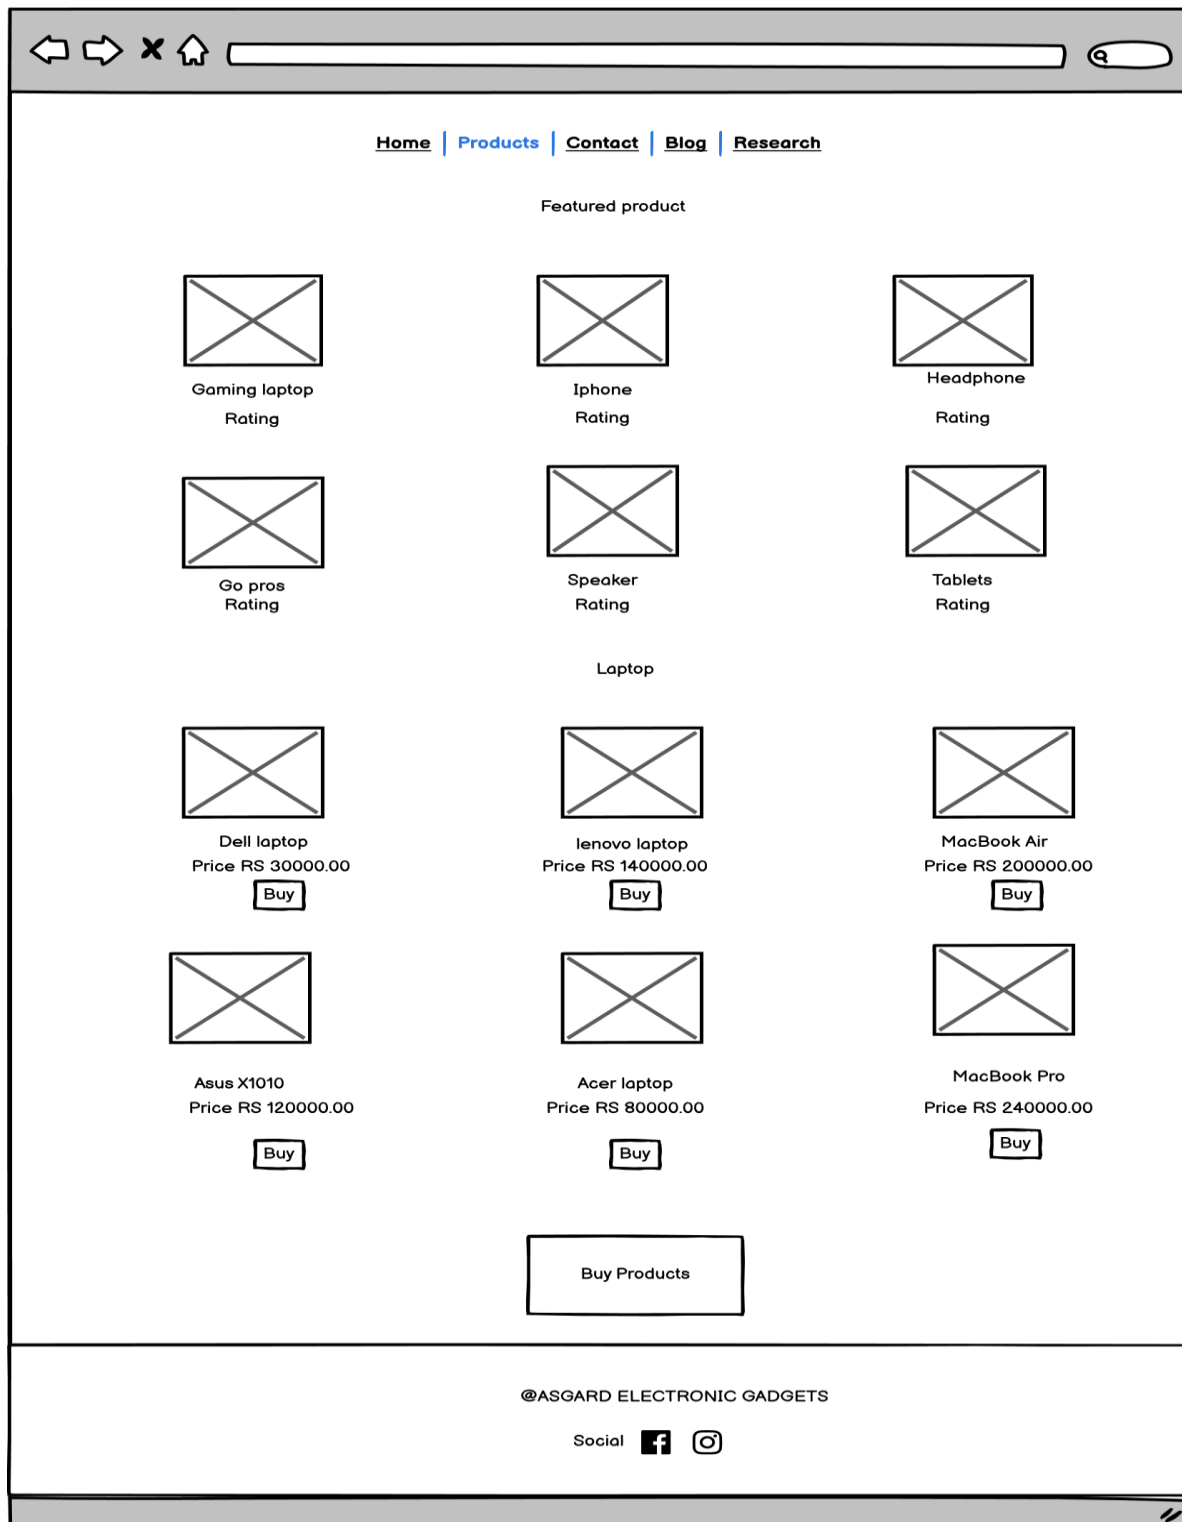 Home Products Contact Blog Research
Featured product
Gaming laptop Iphone Headphone
Rating Rating Rating
Go pros Speaker Tablets
Rating Rating Rating
Laptop
Dell laptop lenovo laptop MacBook Air
Price RS 30000.00 Price RS 140000.00 Price RS 200000.00
Buy Buy Buy
Asus X1010 Acer laptop MacBook Pro
Price RS 120000.00 Price RS 80000.00 Price RS 240000.00
Buy Buy Buy
Buy Products
@ASGARD ELECTRONIC GADGETS
Social